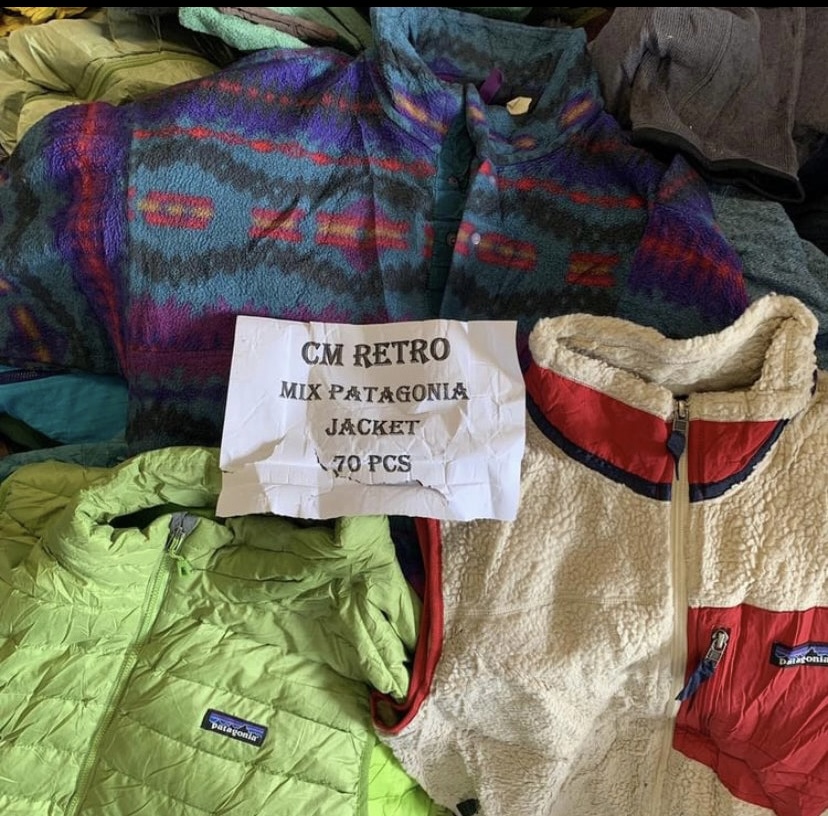 CM RETRO
MIX PATAGONIA
JACKET
70 PCS
patagonia
patagonia